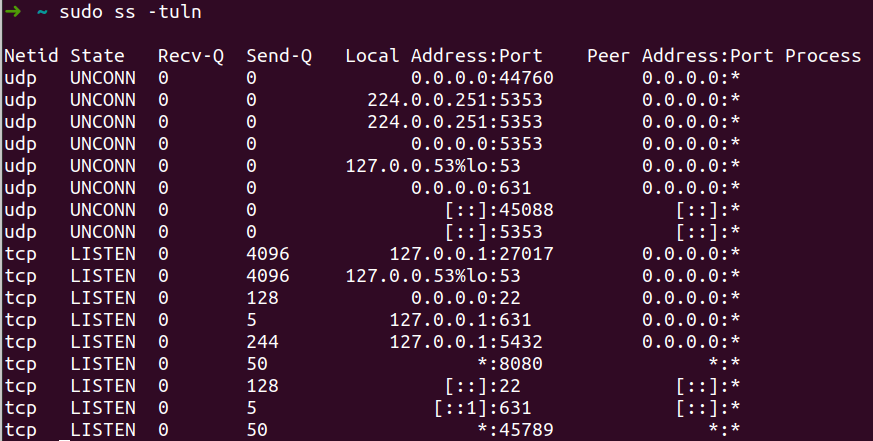 ➜ ~ sudo ss -tuln
Netid State Recv-Q Send-Q Local Address:Port Peer Address:Port Process
udp UNCONN 0 0 0.0.0.0:44760 0.0.0.0:*
udp UNCONN 0 0 224.0.0.251:5353 0.0.0.0:*
udp UNCONN 0 0 224.0.0.251:5353 0.0.0.0:*
udp UNCONN 0 0 0.0.0.0:5353 0.0.0.0:*
udp UNCONN 0 0 127.0.0.53%lo:53 0.0.0.0:*
udp UNCONN 0 0 0.0.0.0:631 0.0.0.0:*
udp UNCONN 0 0 [::]:45088 [::]:*
udp UNCONN 0 0 [::]:5353 [::]:*
tcp LISTEN 0 4096 127.0.0.1:27017 0.0.0.0:*
tcp LISTEN 0 4096 127.0.0.53%lo:53 0.0.0.0:*
tcp LISTEN 0 128 0.0.0.0:22 0.0.0.0:*
tcp LISTEN 0 5 127.0.0.1:631 0.0.0.0:*
tcp LISTEN 0 244 127.0.0.1:5432 0.0.0.0:*
tcp LISTEN 0 50 *:8080 *:*
tcp LISTEN 0 128 [::]:22 [::]:*
tcp LISTEN 0 5 [::1]:631 [::]:*
tcp LISTEN 0 50 *:45789 *:*